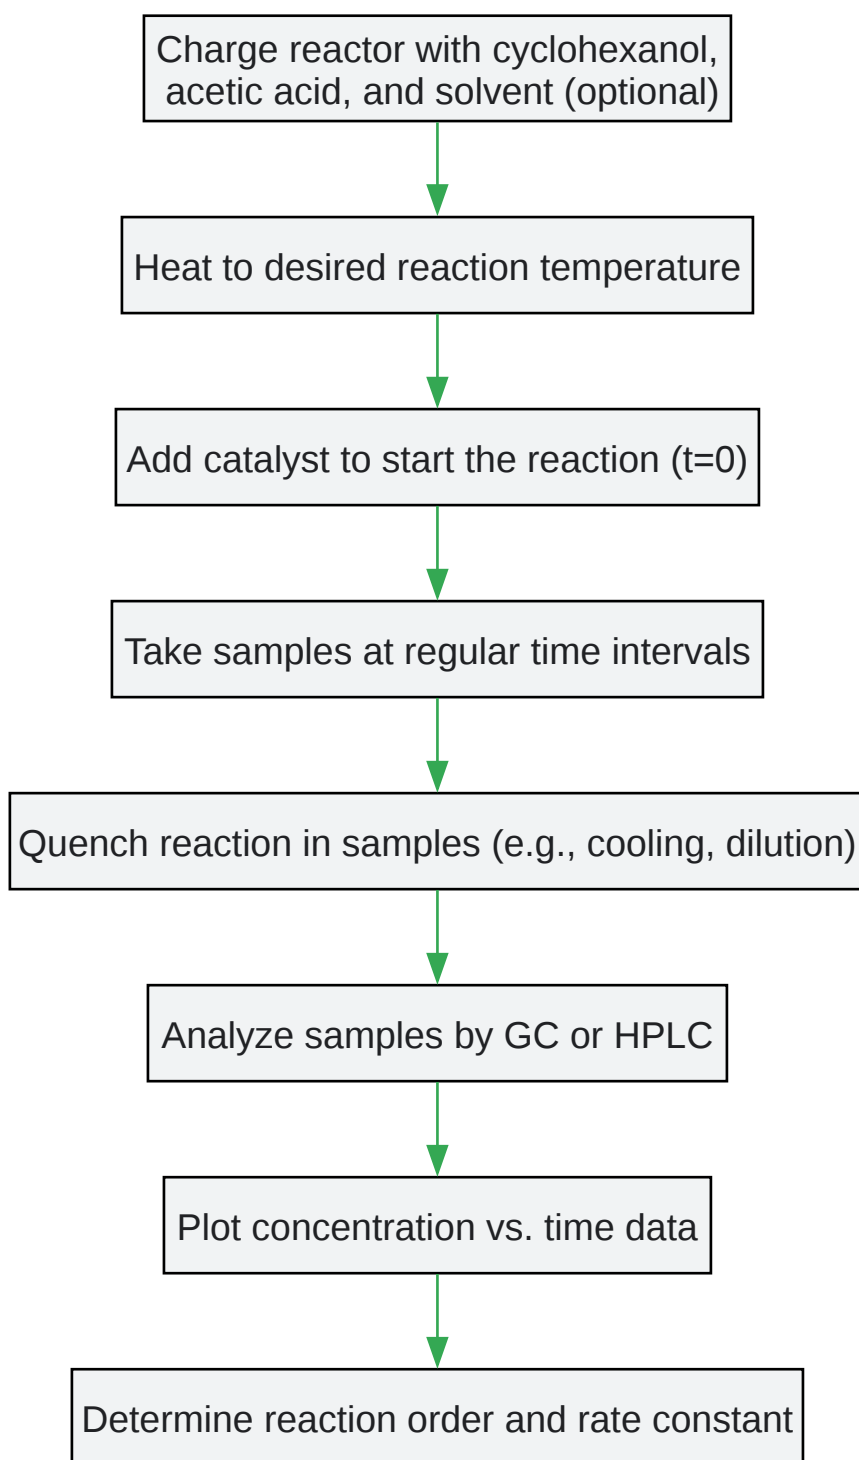 Charge reactor with cyclohexanol,
acetic acid, and solvent (optional)
Heat to desired reaction temperature
Add catalyst to start the reaction (t=0)
Take samples at regular time intervals
Quench reaction in samples (e.g., cooling, dilution)
Analyze samples by GC or HPLC
Plot concentration vs. time data
Determine reaction order and rate constant